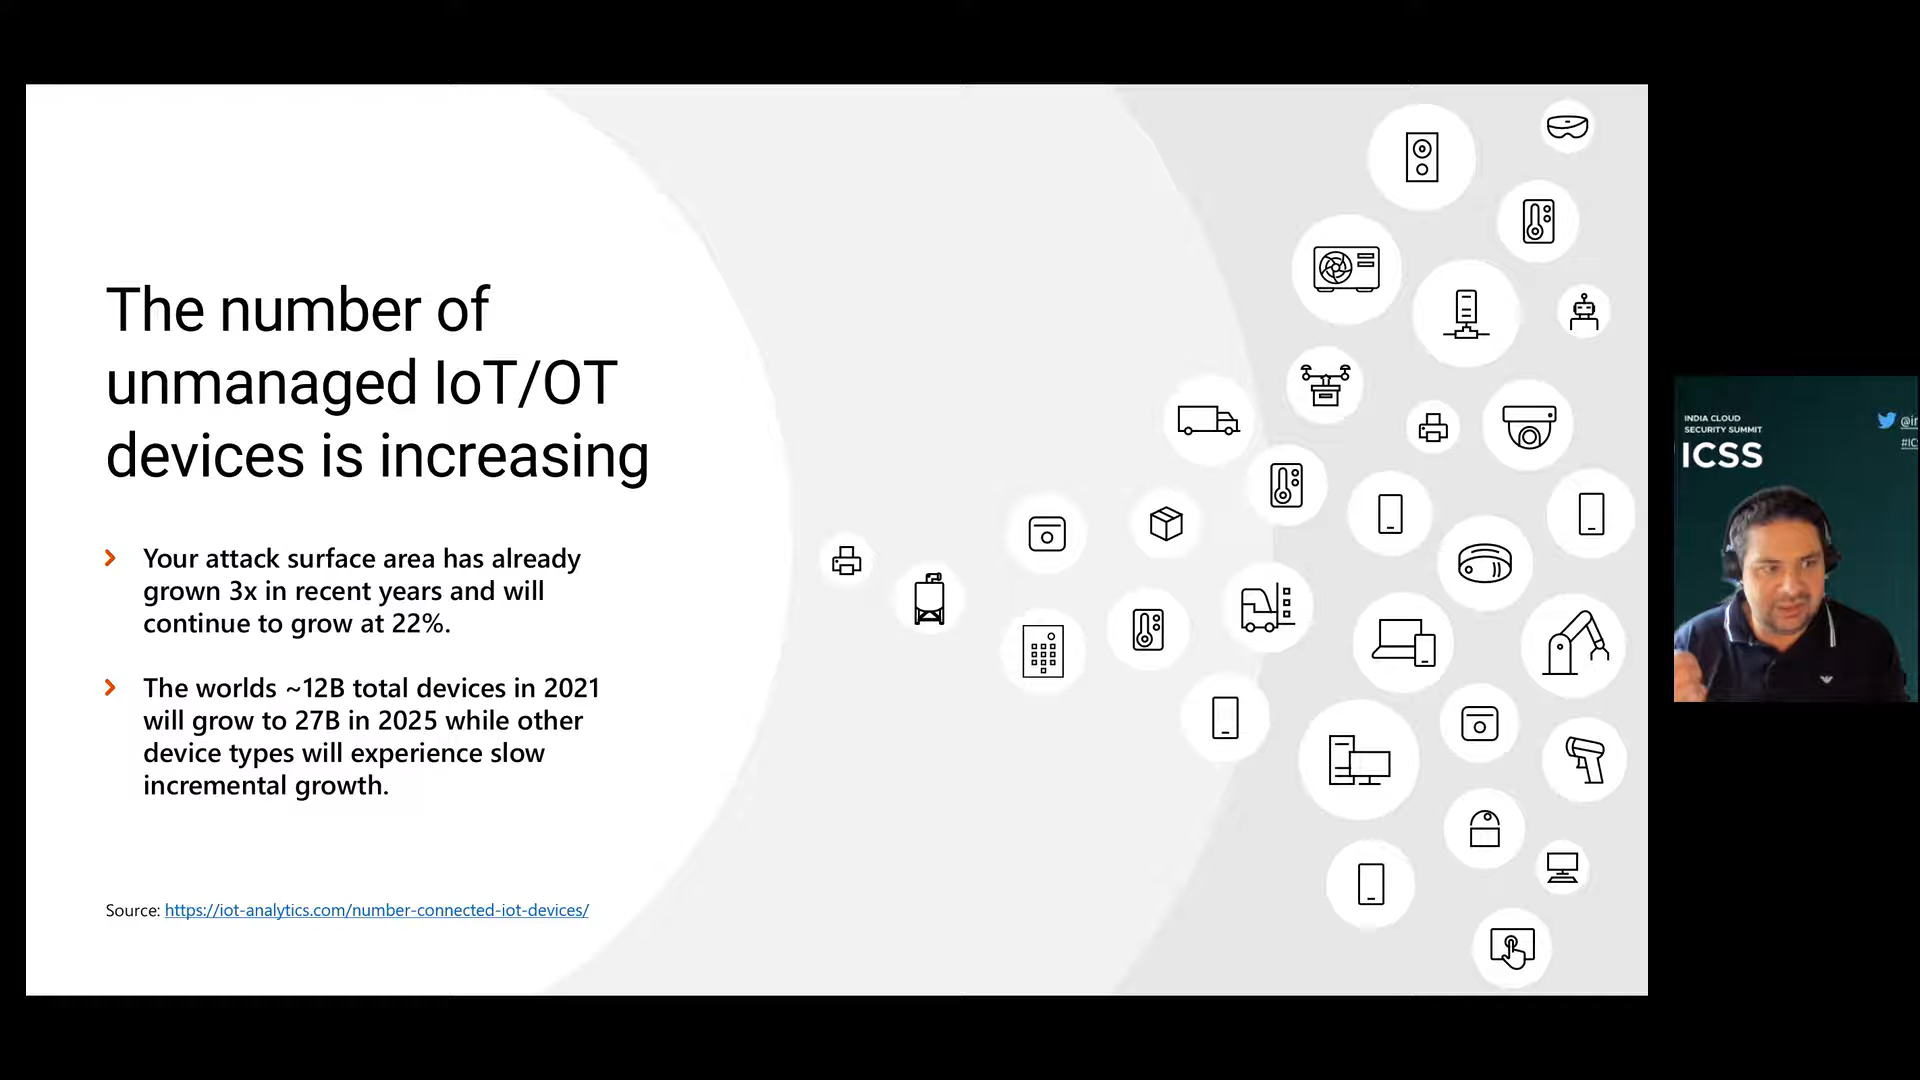 The number of
unmanaged IoT/OT
devices is increasing
Your attack surface area has already
grown 3x in recent years and will
continue to grow at 22%.
The worlds ~12B total devices in 2021
will grow to 27B in 2025 while other
device types will experience slow
incremental growth.
Source: https://iot-analytics.com/number-connected-iot-devices/
INDIA CLOUD
SECURITY SUMMIT
ICSS